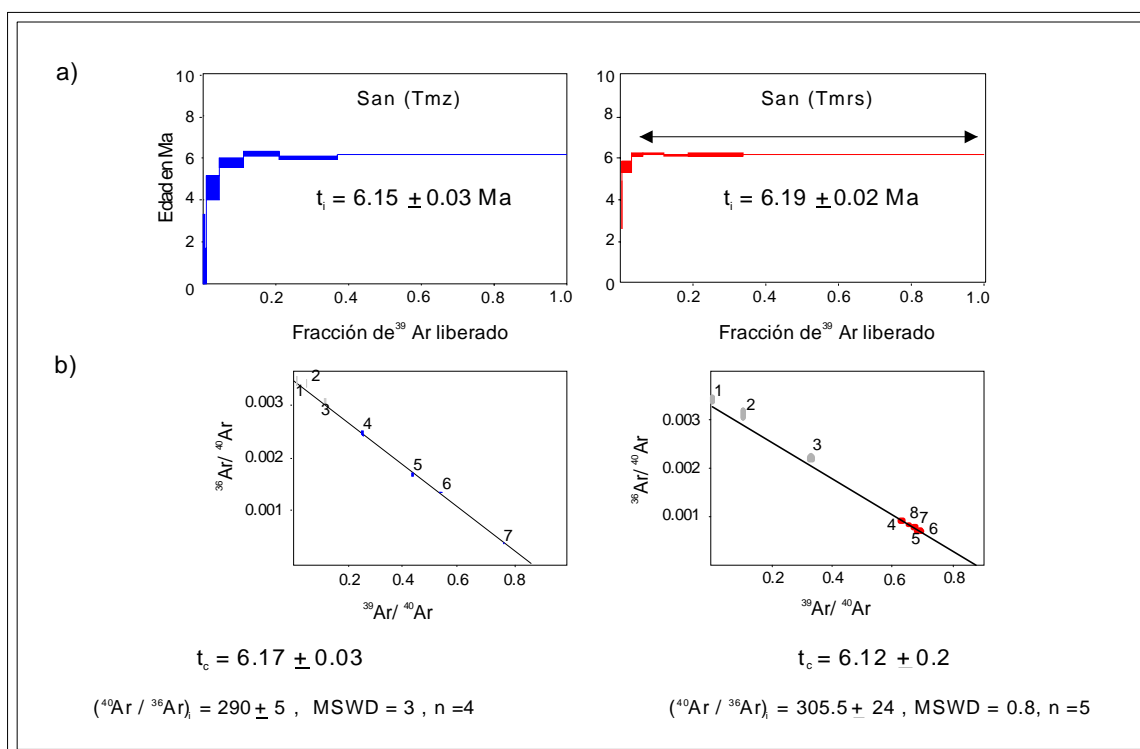 a)
10
8
6
4
2
0
Edad en Ma
San (Tmz)
tᵢ = 6.15 ± 0.03 Ma
0.2 0.4 0.6 0.8 1.0
Fracción de ³⁹ Ar liberado
10
8
6
4
2
0
San (Tmrs)
tᵢ = 6.19 ± 0.02 Ma
0.2 0.4 0.6 0.8 1.0
Fracción de ³⁹ Ar liberado
b)
0.003
0.002
0.001
³⁶Ar/ ⁴⁰Ar
1
2
3
4
5
6
7
0.2 0.4 0.6 0.8
³⁹Ar/ ⁴⁰Ar
t꜀ = 6.17 ± 0.03
(⁴⁰Ar / ³⁶Ar)ᵢ = 290 ± 5 , MSWD = 3 , n =4
0.003
0.002
0.001
³⁶Ar/ ⁴⁰Ar
1
2
3
4
8
7
5
6
0.2 0.4 0.6 0.8
³⁹Ar/ ⁴⁰Ar
t꜀ = 6.12 ± 0.2
(⁴⁰Ar / ³⁶Ar)ᵢ = 305.5 ± 24 , MSWD = 0.8, n =5